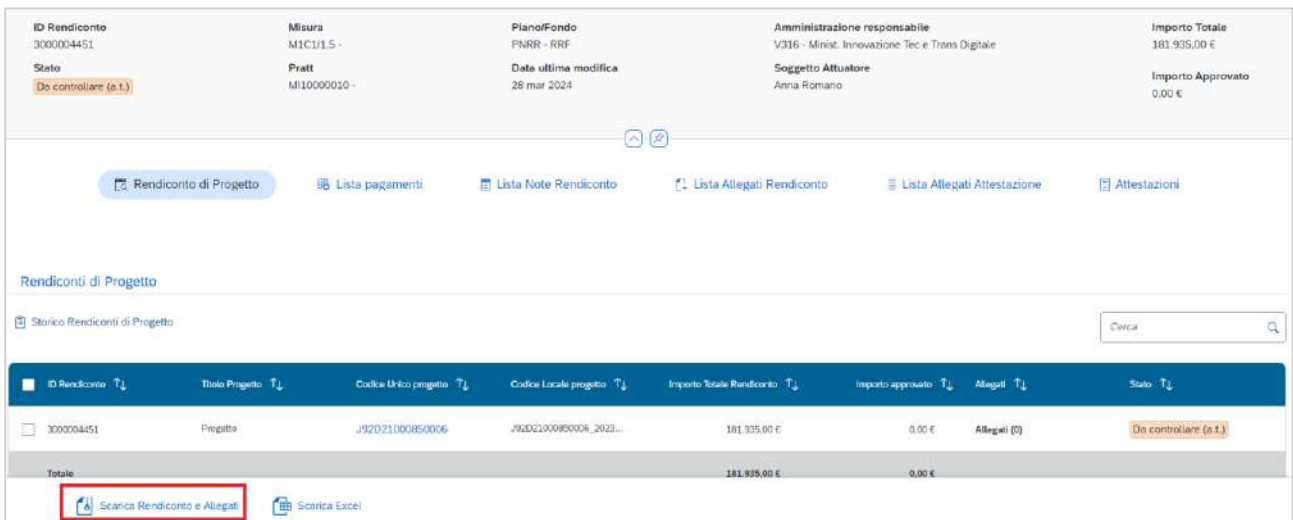 ID Rendiconto Misura Piano/Fondo Amministrazione responsabile Importo Totale
3000004451 M1C1/1.5 - PNRR - RRF V316 - Minist. Innovazione Tec e Trans Digitale 181.935,00 €
Stato Pratt Data ultima modifica Soggetto Attuatore Importo Approvato
Da controllare (a.t.) MI10000010 - 28 mar 2024 Anna Romano 0,00 €
Rendiconto di Progetto Lista pagamenti Lista Note Rendiconto Lista Allegati Rendiconto Lista Allegati Attestazione Attestazioni
Rendiconti di Progetto
Storico Rendiconti di Progetto Cerca
ID Rendiconto Titolo Progetto Codice Unico progetto Codice Locale progetto Importo Totale Rendiconto Importo approvato Allegati Stato
3000004451 Progetto J92D21000850006 J92D21000850006_2023... 181.935,00 € 0,00 € Allegati (0) Da controllare (a.t.)
Totale 181.935,00 € 0,00 €
Scarica Rendiconto e Allegati Scarica Excel